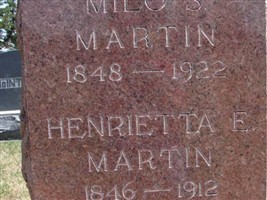 MILO S.
MARTIN
1848—1922
HENRIETTA E.
MARTIN
1846—1912